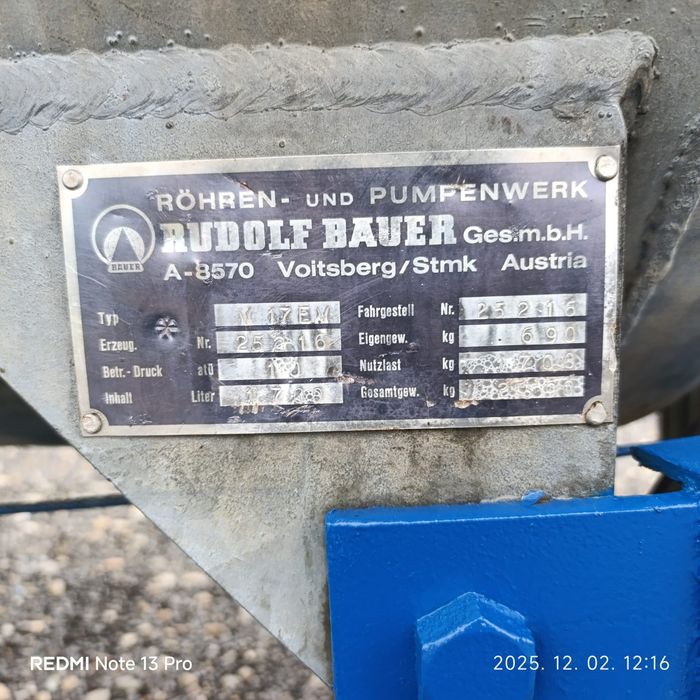 RÖHREN- UND PUMPENWERK
BAUER
RUDOLF BAUER Ges.m.b.H.
A-8570 Voitsberg/Stmk Austria
Typ V 17EW Fahrgestell Nr. 25216
Erzeug. Nr. 25216 Eigengew. kg 690
Betr.-Druck atü Nutzlast kg
Inhalt Liter Gesamtgew. kg
REDMI Note 13 Pro
2025. 12. 02. 12:16